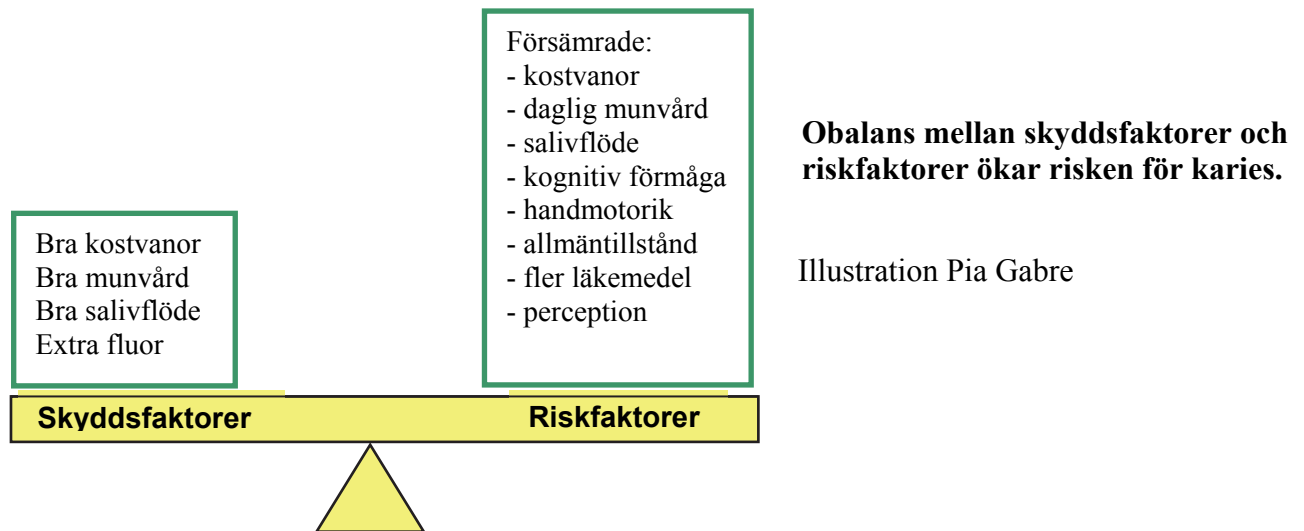 Försämrade:
- kostvanor
- daglig munvård
- salivflöde
- kognitiv förmåga
- handmotorik
- allmäntillstånd
- fler läkemedel
- perception
Obalans mellan skyddsfaktorer och
riskfaktorer ökar risken för karies.
Bra kostvanor
Bra munvård
Bra salivflöde
Extra fluor
Illustration Pia Gabre
Skyddsfaktorer
Riskfaktorer